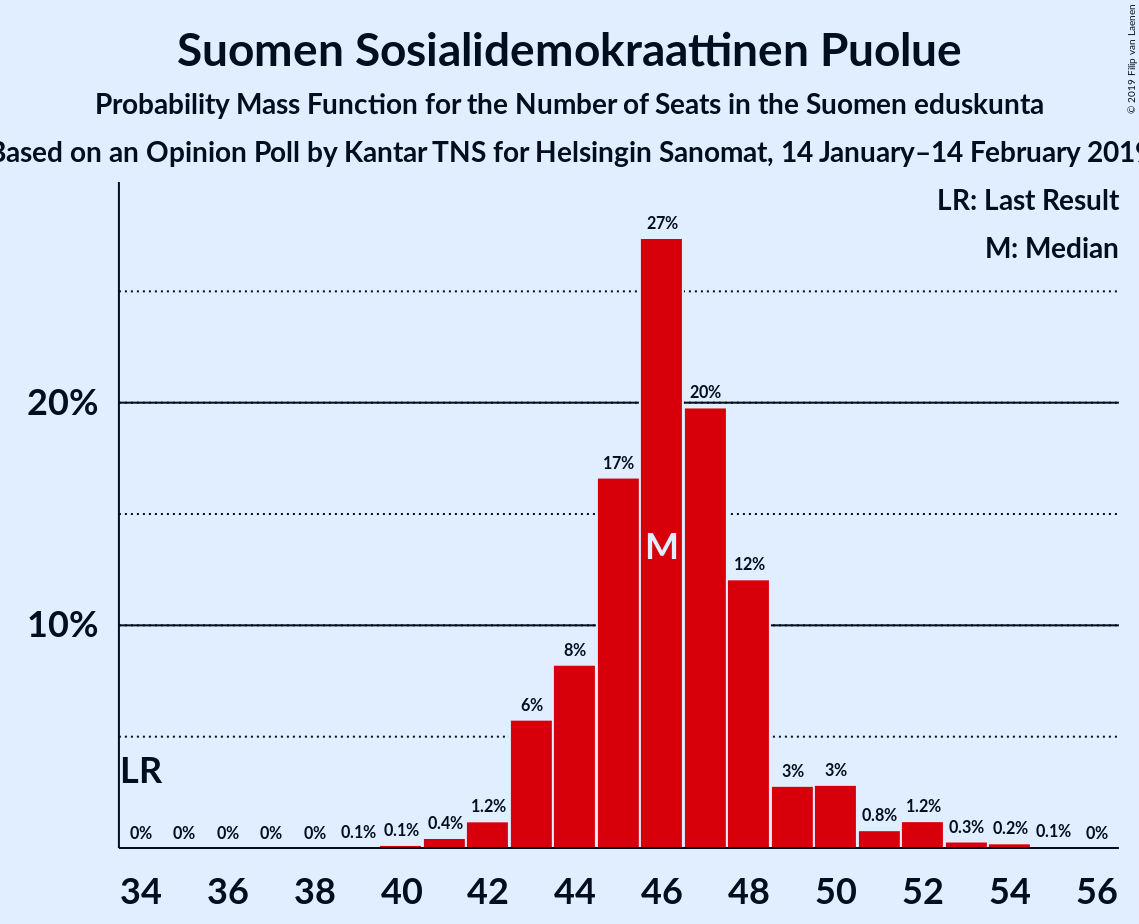 Suomen Sosialidemokraattinen Puolue
Probability Mass Function for the Number of Seats in the Suomen eduskunta
Based on an Opinion Poll by Kantar TNS for Helsingin Sanomat, 14 January–14 February 2019
© 2019 Filip van Laenen
LR: Last Result
M: Median
27%
20%
20%
17%
M
12%
10%
8%
6%
LR
3%
3%
0%
0%
0%
0%
0%
0.1%
0.1%
0.4%
1.2%
0.8%
1.2%
0.3%
0.2%
0.1%
0%
34 36 38 40 42 44 46 48 50 52 54 56